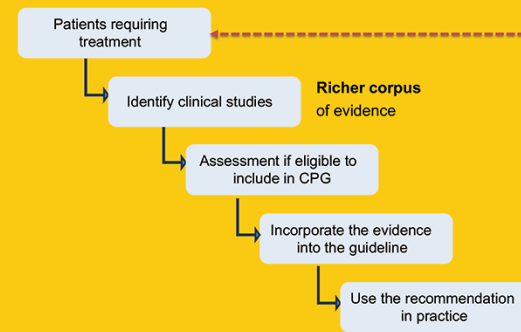 Patients requiring
treatment
Identify clinical studies
Richer corpus
of evidence
Assessment if eligible to
include in CPG
Incorporate the evidence
into the guideline
Use the recommendation
in practice